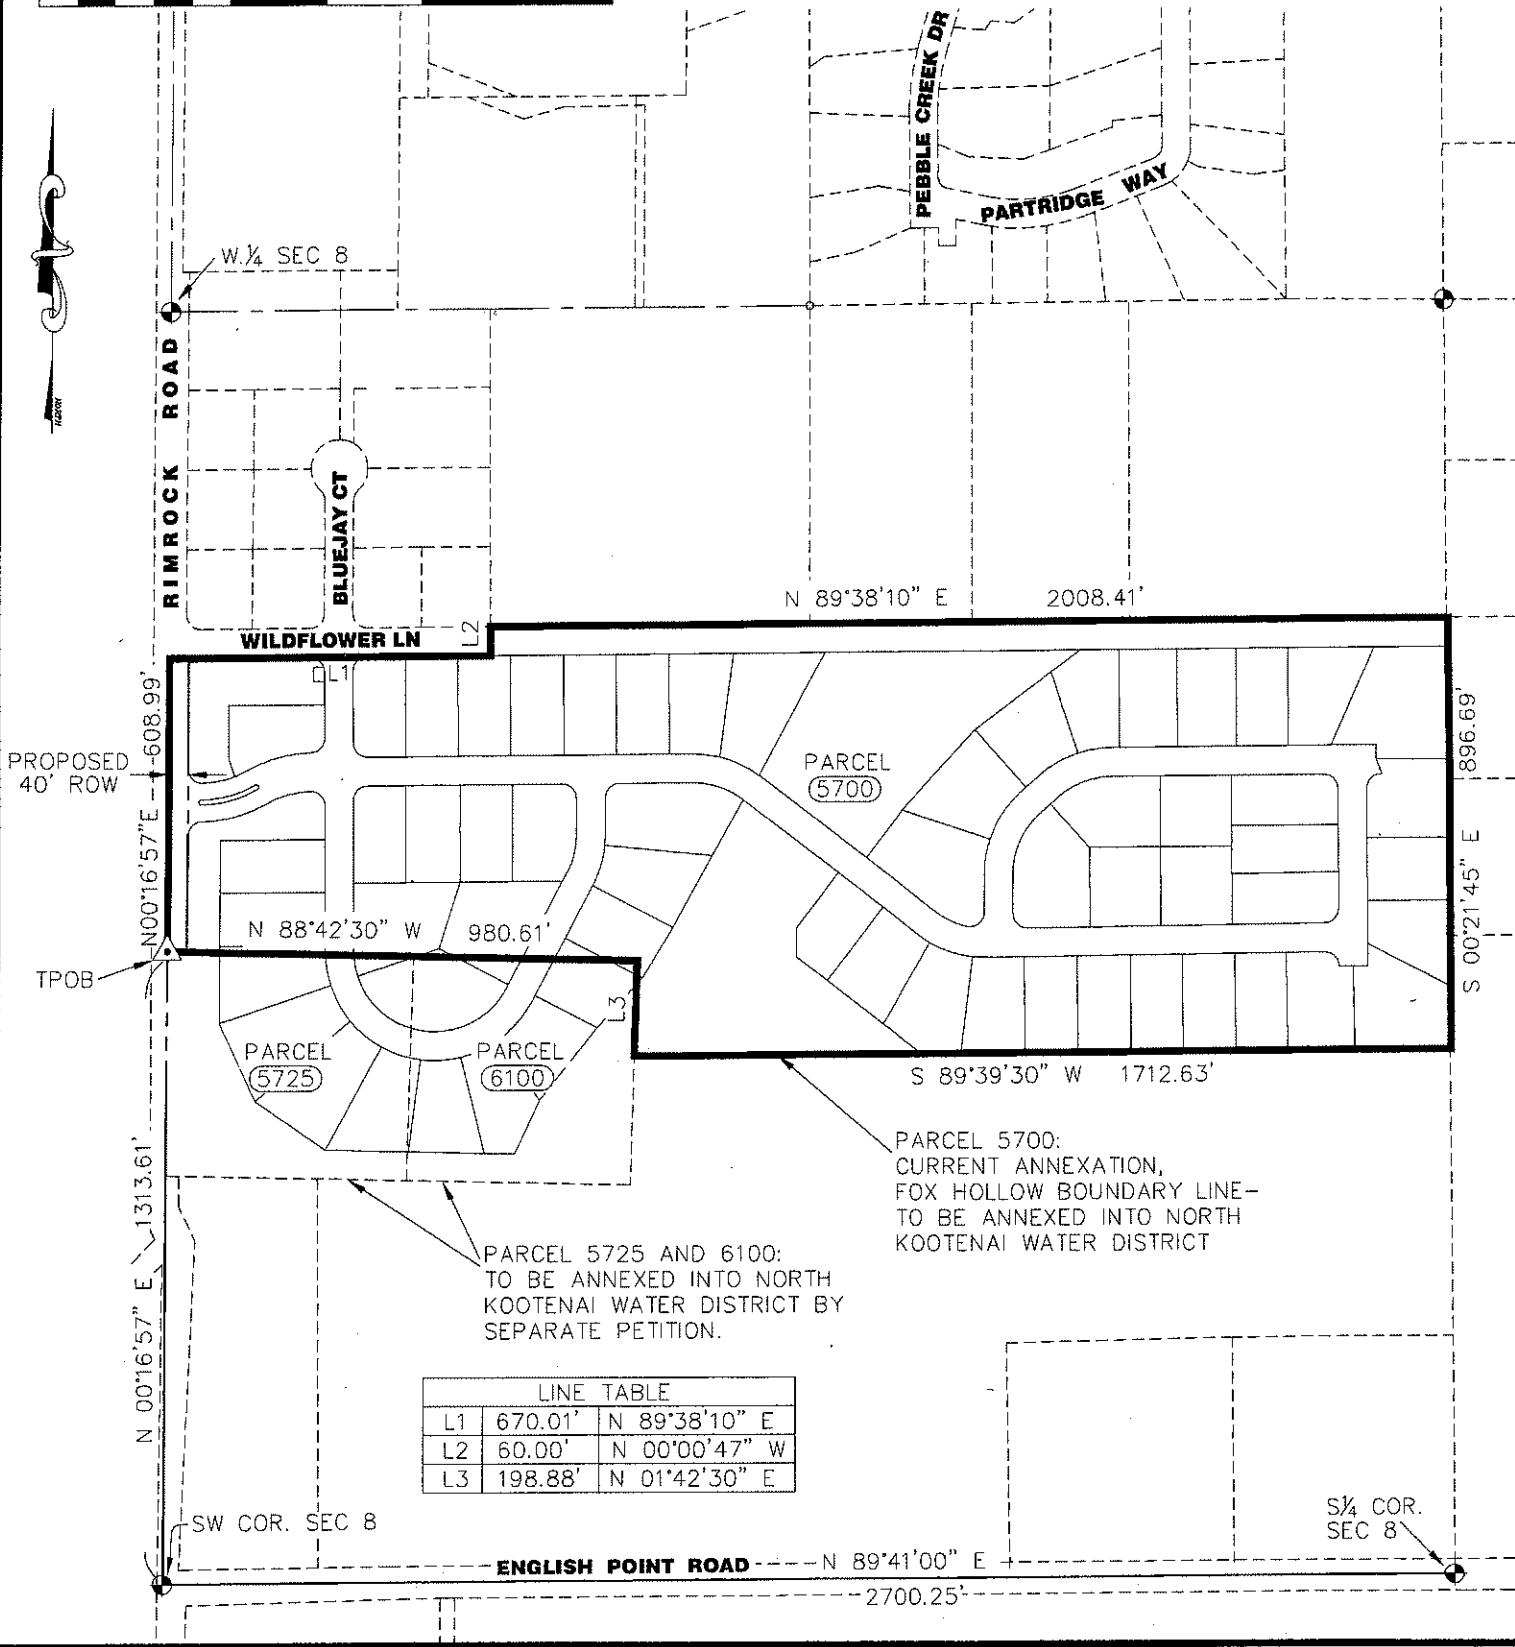 PEBBLE CREEK DR
PARTRIDGE WAY
W.¼ SEC 8
RIMROCK ROAD
BLUEJAY CT
N 89°38'10" E 2008.41'
WILDFLOWER LN
L2
L1
N00°16'57"E 608.99'
PROPOSED
40' ROW
PARCEL
5700
896.69'
S 00°21'45" E
N 88°42'30" W 980.61'
TPOB
L3
PARCEL
5725
PARCEL
6100
S 89°39'30" W 1712.63'
PARCEL 5700:
CURRENT ANNEXATION,
FOX HOLLOW BOUNDARY LINE-
TO BE ANNEXED INTO NORTH
KOOTENAI WATER DISTRICT
N 00°16'57" E 1313.61'
PARCEL 5725 AND 6100:
TO BE ANNEXED INTO NORTH
KOOTENAI WATER DISTRICT BY
SEPARATE PETITION.
LINE TABLE
L1 670.01' N 89°38'10" E
L2 60.00' N 00°00'47" W
L3 198.88' N 01°42'30" E
SW COR. SEC 8
S¼ COR.
SEC 8
ENGLISH POINT ROAD N 89°41'00" E
2700.25'